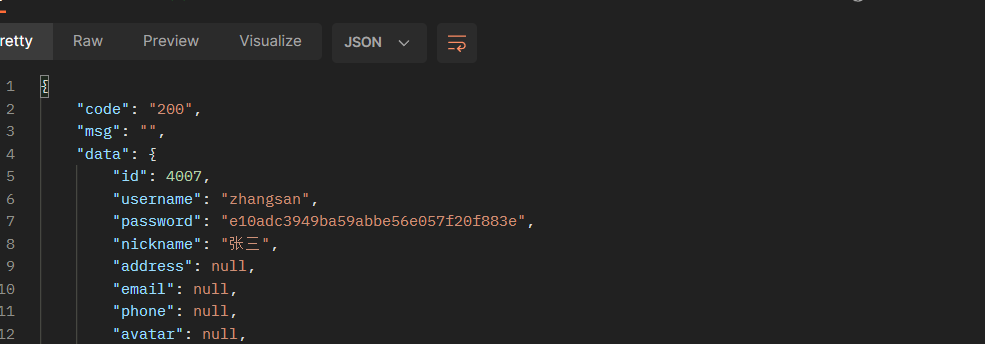 retty Raw Preview Visualize JSON
1 {
2 "code": "200",
3 "msg": "",
4 "data": {
5 "id": 4007,
6 "username": "zhangsan",
7 "password": "e10adc3949ba59abbe56e057f20f883e",
8 "nickname": "张三",
9 "address": null,
10 "email": null,
11 "phone": null,
12 "avatar": null,